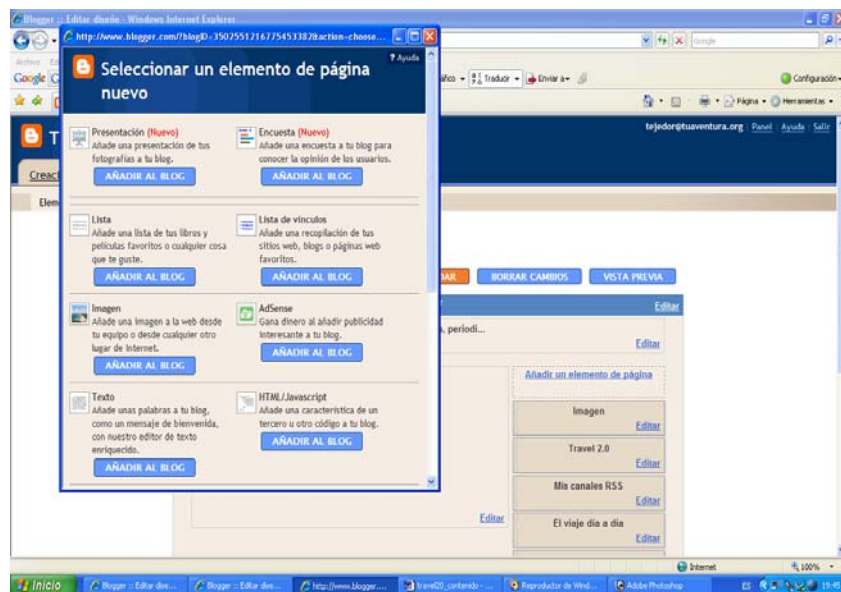 Blogger :: Editar diseño - Windows Internet Explorer
http://www.blogger.com/?blogID=3502551216775453382&action=choose...
Google
Seleccionar un elemento de página
nuevo
Ayuda
Traducir
Enviar a
Configuración
Página
Herramientas
tejedor@tuaventura.org
Panel
Ayuda
Salir
Presentación (Nuevo)
Añade una presentación de tus
fotografías a tu blog.
AÑADIR AL BLOG
Encuesta (Nuevo)
Añade una encuesta a tu blog para
conocer la opinión de los usuarios.
AÑADIR AL BLOG
Lista
Añade una lista de tus libros y
películas favoritos o cualquier cosa
que te guste.
AÑADIR AL BLOG
Lista de vínculos
Añade una recopilación de tus
sitios web, blogs o páginas web
favoritos.
AÑADIR AL BLOG
Imagen
Añade una imagen a la web desde
tu equipo o desde cualquier otro
lugar de Internet.
AÑADIR AL BLOG
AdSense
Gana dinero al añadir publicidad
interesante a tu blog.
AÑADIR AL BLOG
Texto
Añade unas palabras a tu blog,
como un mensaje de bienvenida,
con nuestro editor de texto
enriquecido.
AÑADIR AL BLOG
HTML/Javascript
Añade una característica de un
tercero u otro código a tu blog.
AÑADIR AL BLOG
BORRAR CAMBIOS
VISTA PREVIA
Editar
, periodi...
Editar
Añadir un elemento de página
Imagen
Editar
Travel 2.0
Editar
Mis canales RSS
Editar
El viaje día a día
Editar
Editar
Internet
100%
Inicio
Blogger :: Editar dise...
Blogger :: Editar dise...
http://www.blogger....
travel20_contenido - ...
Reproductor de Wind...
Adobe Photoshop
ES
19:45